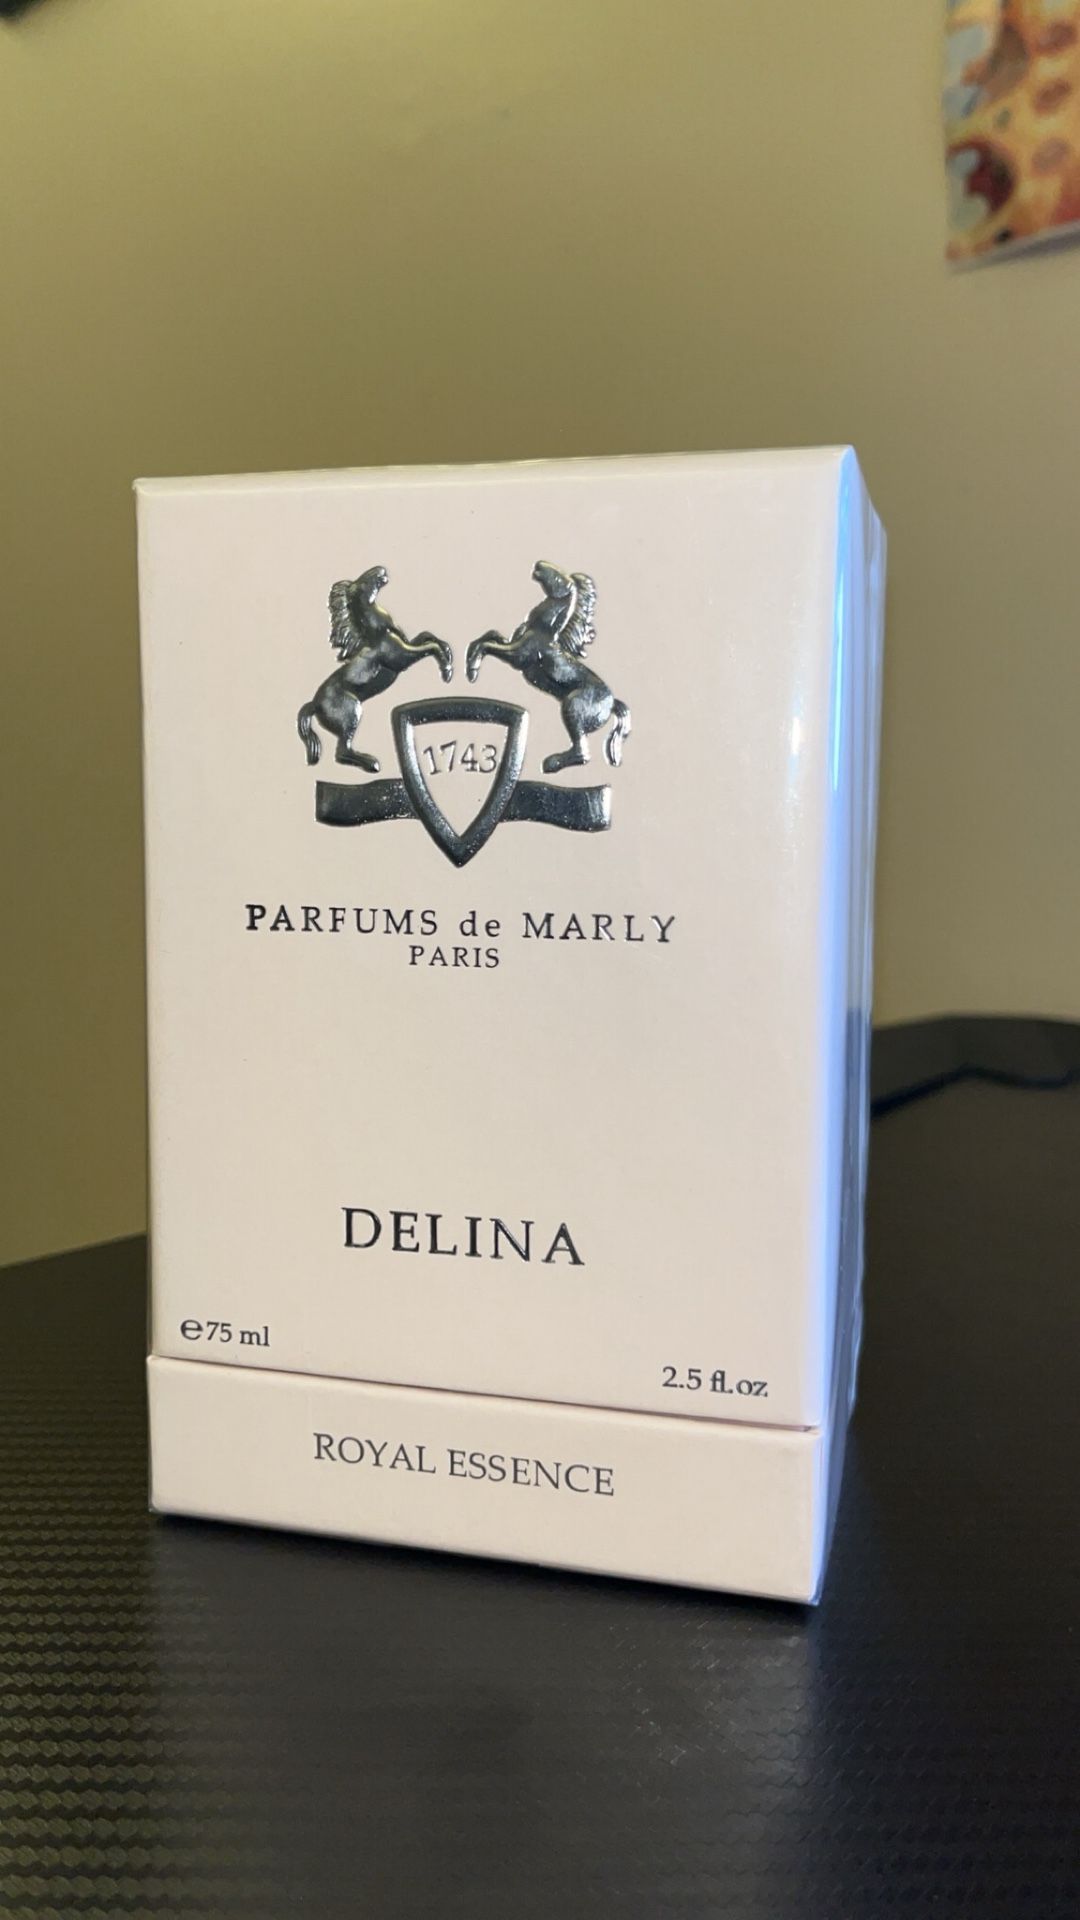 1743
PARFUMS de MARLY
PARIS
DELINA
℮75 ml
2.5 fl.oz
ROYAL ESSENCE